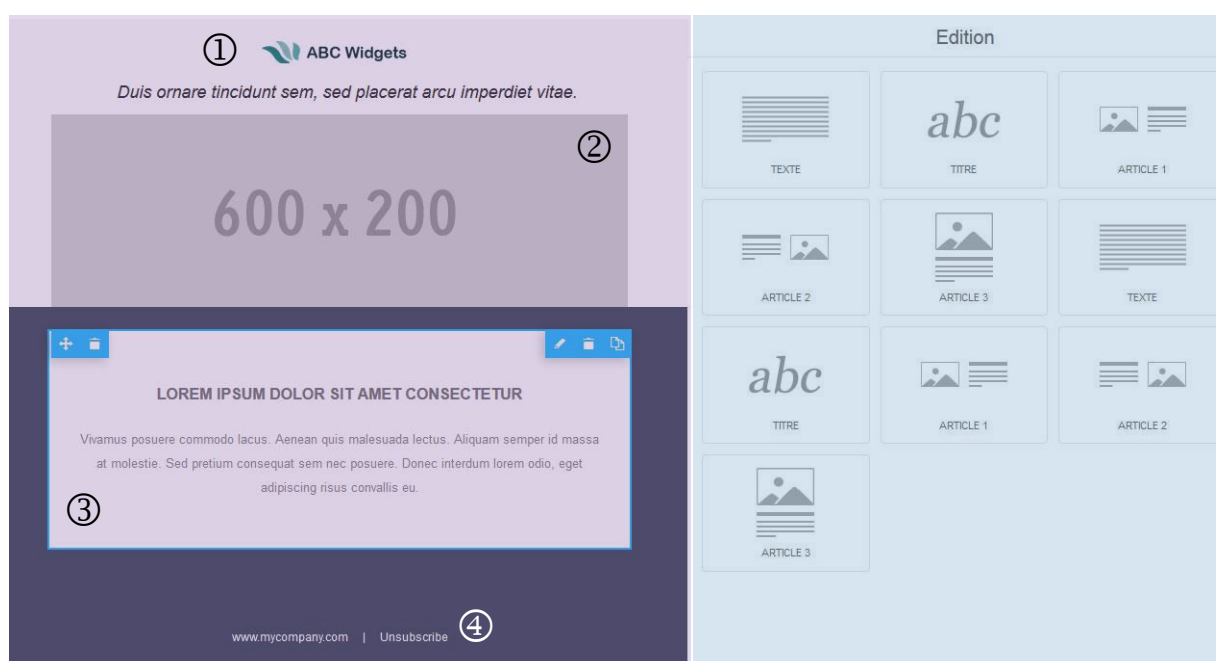 ① ABC Widgets
Duis ornare tincidunt sem, sed placerat arcu imperdiet vitae.
②
600 x 200
LOREM IPSUM DOLOR SIT AMET CONSECTETUR
Vivamus posuere commodo lacus. Aenean quis malesuada lectus. Aliquam semper id massa
at molestie. Sed pretium consequat sem nec posuere. Donec interdum lorem odio, eget
adipiscing risus convallis eu.
③
www.mycompany.com | Unsubscribe ④
Edition
abc
TEXTE TITRE ARTICLE 1
ARTICLE 2 ARTICLE 3 TEXTE
abc
TITRE ARTICLE 1 ARTICLE 2
ARTICLE 3